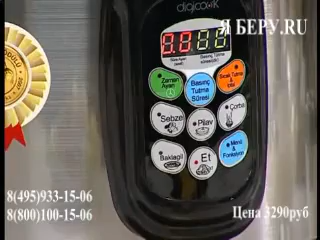 Я БЕРУ.RU
digicook
Zaman
Ayarı
Basınç
Tutma
Süresi
Sıcak Tutma
& İptal
Sebze
Pilav
Çorba
Baklagil
Et
Menü &
Fonksiyon
8(495)933-15-06
8(800)100-15-06
Цена 3290руб